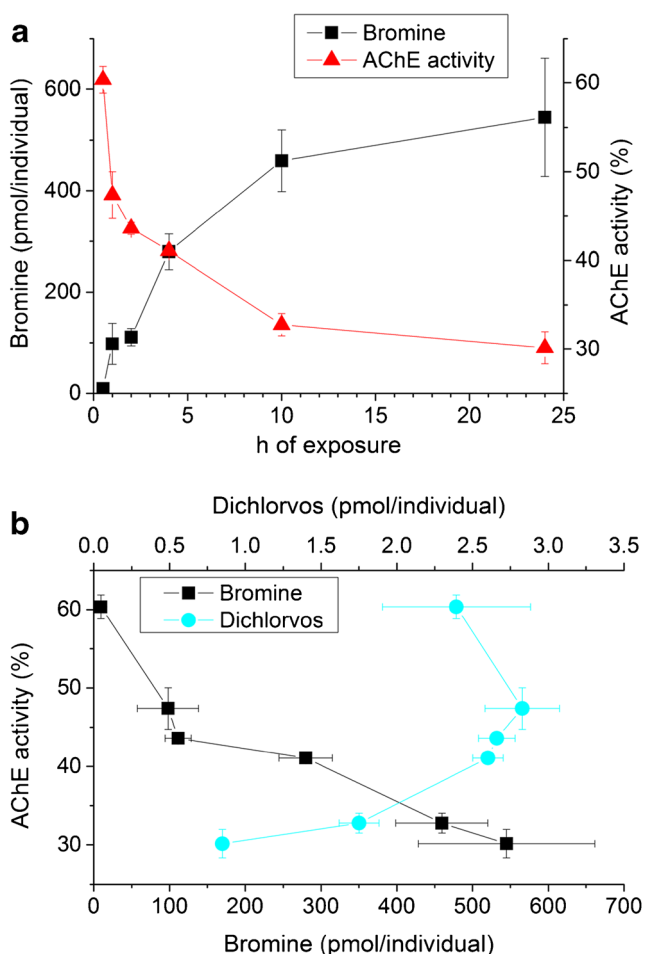 a
Bromine
AChE activity
Bromine (pmol/individual)
600
400
200
0
60
50
40
30
AChE activity (%)
0 5 10 15 20 25
h of exposure
b
Dichlorvos (pmol/individual)
0.0 0.5 1.0 1.5 2.0 2.5 3.0 3.5
Bromine
Dichlorvos
AChE activity (%)
60
50
40
30
0 100 200 300 400 500 600 700
Bromine (pmol/individual)